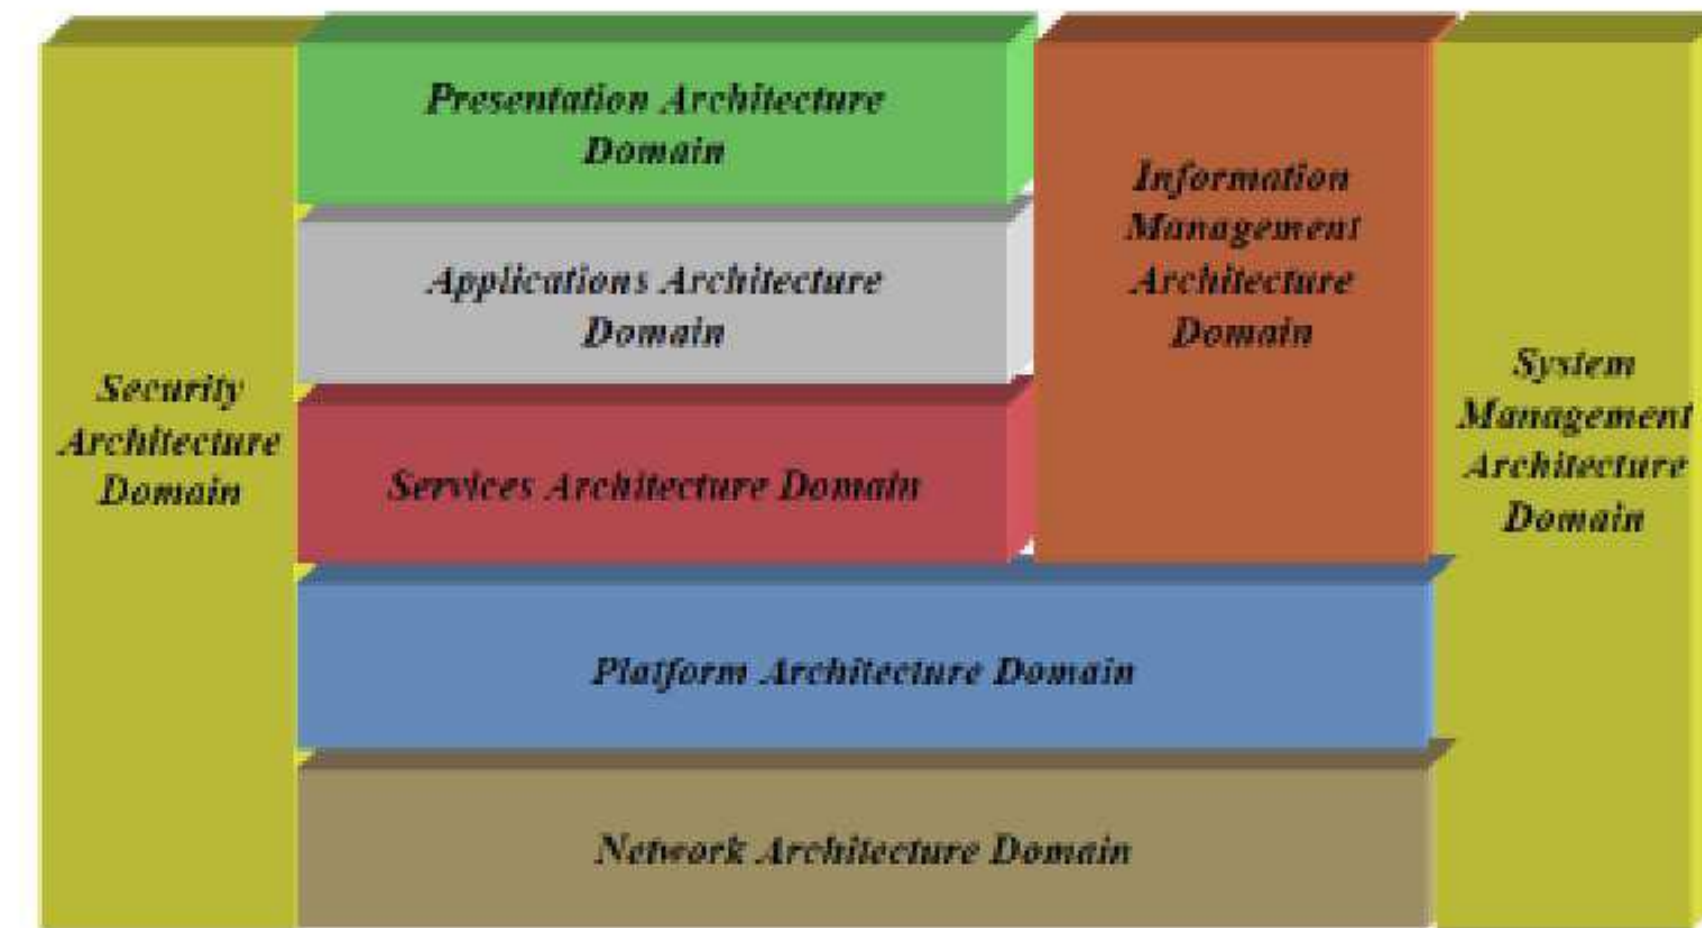 Presentation Architecture
Domain
Information
Management
Architecture
Domain
Applications Architecture
Domain
Security
Architecture
Domain
System
Management
Architecture
Domain
Services Architecture Domain
Platform Architecture Domain
Network Architecture Domain